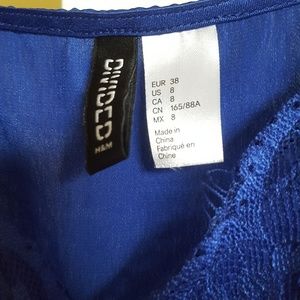 DIVIDED
H&M
EUR 38
US 8
CA 8
CN 165/88A
MX 8
Made in
China
Fabriqué en
Chine